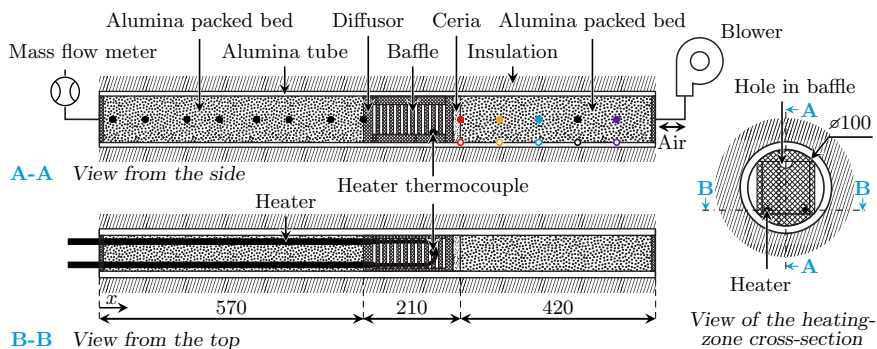 Alumina packed bed
Diffusor
Ceria
Alumina packed bed
Blower
Mass flow meter
Alumina tube
Baffle
Insulation
Hole in baffle
A
⌀100
Air
A-A View from the side
Heater thermocouple
B
B
Heater
A
Heater
x
570
210
420
View of the heating-
zone cross-section
B-B View from the top